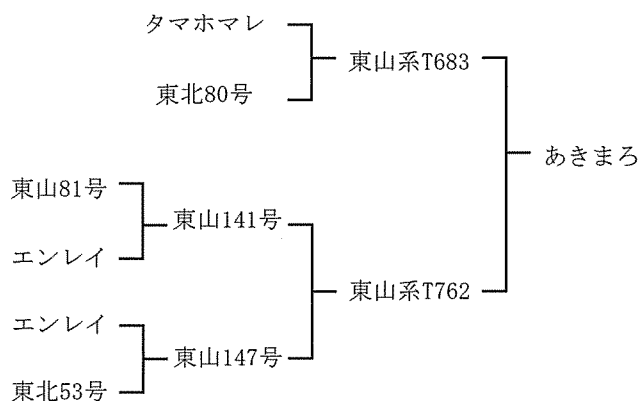 タマホマレ
東山系T683
東北80号
あきまろ
東山81号
東山141号
エンレイ
東山系T762
エンレイ
東山147号
東北53号